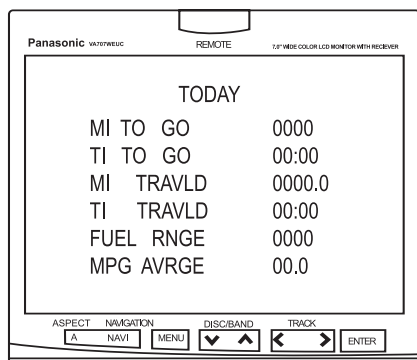 Panasonic VA707WEUC REMOTE 7.0" WIDE COLOR LCD MONITOR WITH RECIEVER
TODAY
MI TO GO 0000
TI TO GO 00:00
MI TRAVLD 0000.0
TI TRAVLD 00:00
FUEL RNGE 0000
MPG AVRGE 00.0
ASPECT NAVIGATION DISC/BAND TRACK
A NAVI MENU ENTER